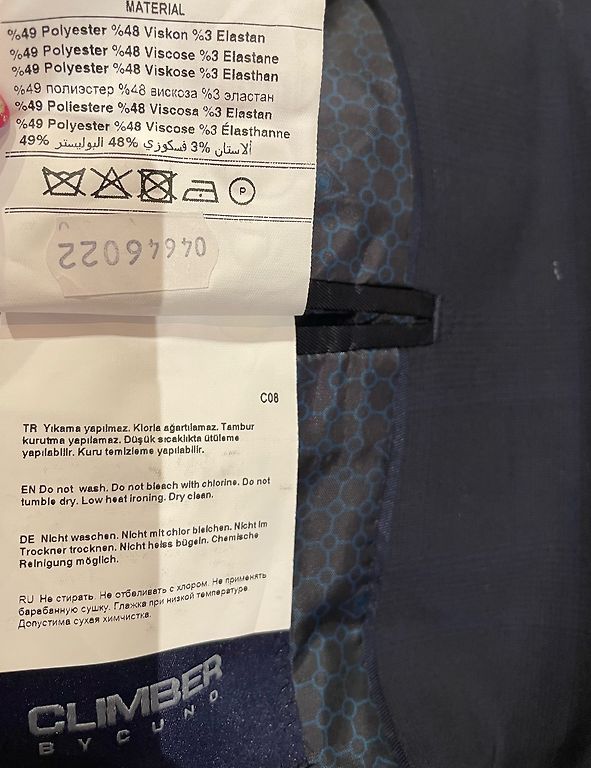 MATERIAL
%49 Polyester %48 Viskon %3 Elastan
%49 Polyester %48 Viscose %3 Elastane
%49 Polyester %48 Viskose %3 Elasthan
%49 полиэстер %48 вискоза %3 эластан
%49 Poliestere %48 Viscosa %3 Elastan
%49 Polyester %48 Viscose %3 Élasthanne
ألاستان %3 فسكوزي %48 البوليستر %49
P
04646022
C08
TR Yıkama yapılmaz. Klorla ağartılamaz. Tambur
kurutma yapılamaz. Düşük sıcaklıkta ütüleme
yapılabilir. Kuru temizleme yapılabilir.
EN Do not wash. Do not bleach with chlorine. Do not
tumble dry. Low heat ironing. Dry clean.
DE Nicht waschen. Nicht mit chlor bleichen. Nicht im
Trockner trocknen. Nicht heiss bügeln. Chemische
Reinigung möglich.
RU Не стирать. Не отбеливать с хлором. Не применять
барабанную сушку. Глажка при низкой температуре.
Допустима сухая химчистка.
CLIMBER
BY CUND